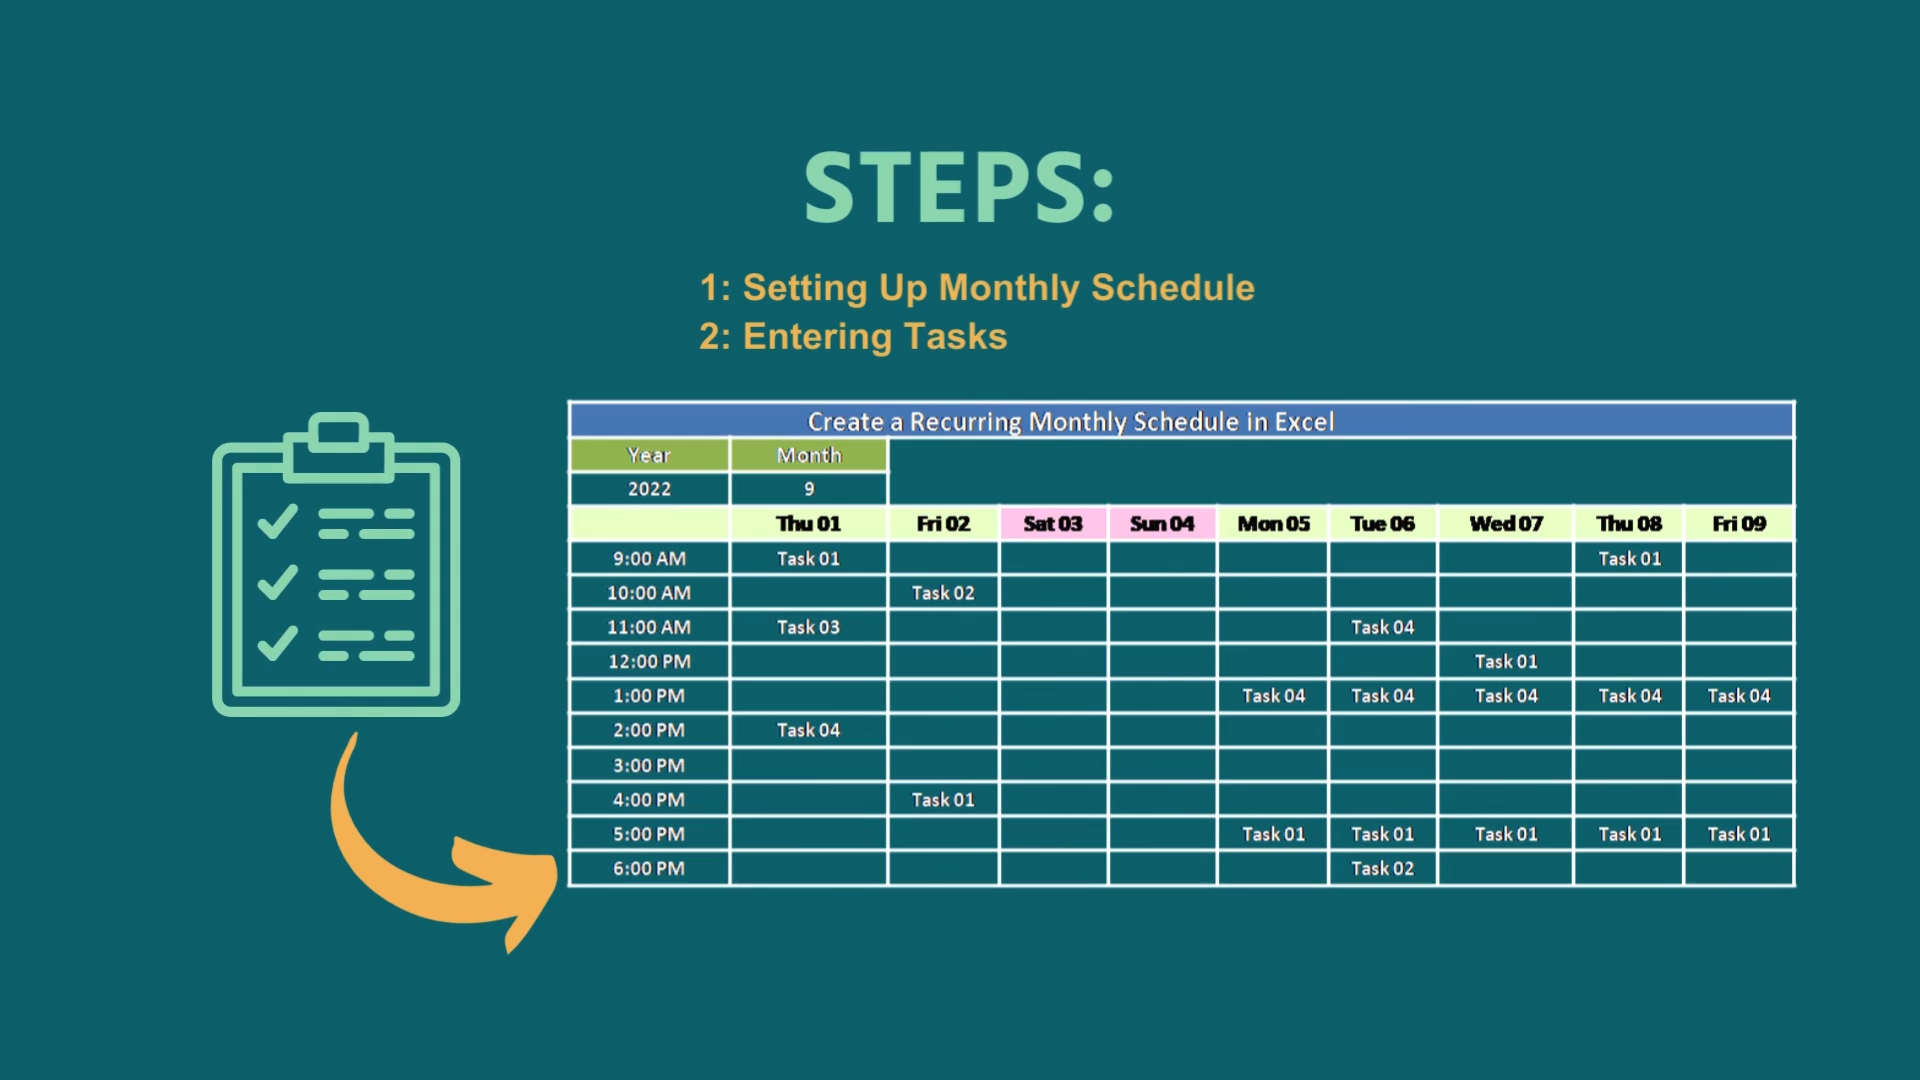 STEPS:
1: Setting Up Monthly Schedule
2: Entering Tasks
Create a Recurring Monthly Schedule in Excel
Year Month
2022 9
Thu 01 Fri 02 Sat 03 Sun 04 Mon 05 Tue 06 Wed 07 Thu 08 Fri 09
9:00 AM Task 01 Task 01
10:00 AM Task 02
11:00 AM Task 03 Task 04
12:00 PM Task 01
1:00 PM Task 04 Task 04 Task 04 Task 04 Task 04
2:00 PM Task 04
3:00 PM
4:00 PM Task 01
5:00 PM Task 01 Task 01 Task 01 Task 01 Task 01
6:00 PM Task 02